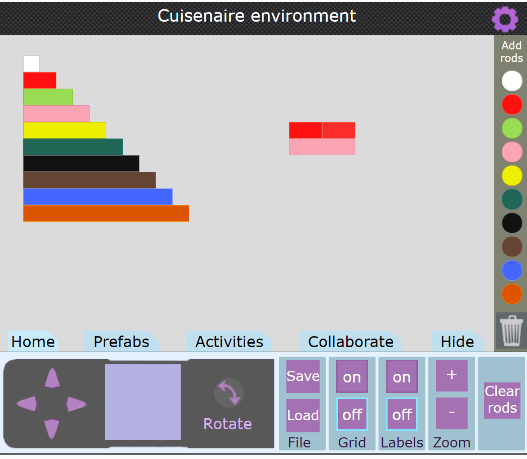 Cuisenaire environment
Add
rods
Home
Prefabs
Activities
Collaborate
Hide
Rotate
Save
Load
File
on
off
Grid
on
off
Labels
+
-
Zoom
Clear
rods